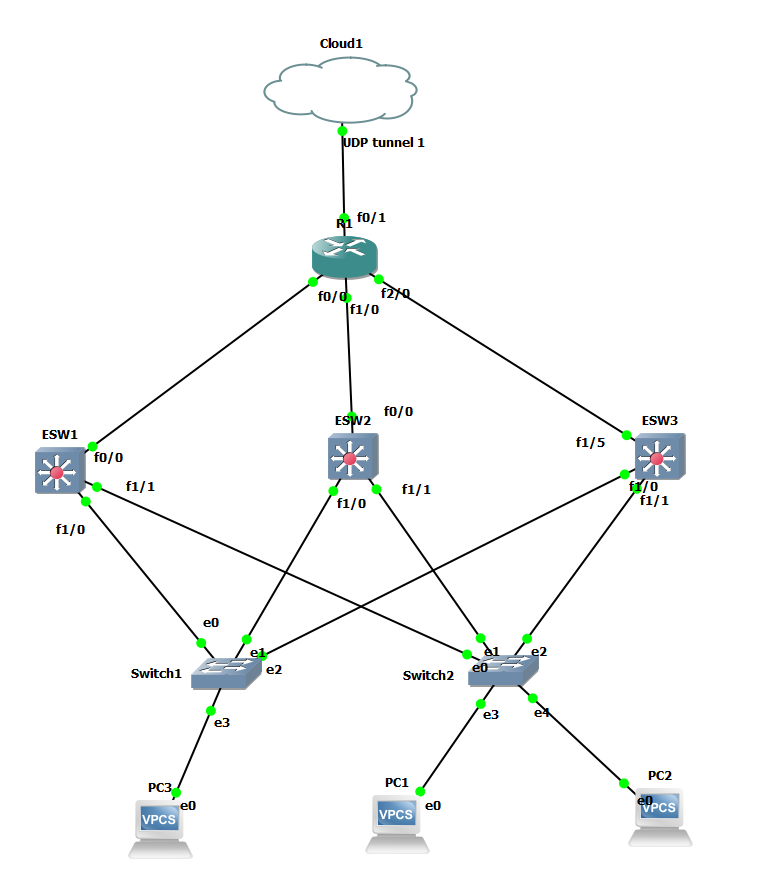 Cloud1
UDP tunnel 1
f0/1
R1
f0/0
f1/0
f2/0
ESW1
f0/0
f1/1
f1/0
ESW2
f0/0
f1/0
f1/1
ESW3
f1/5
f1/0
f1/1
e0
e1
e2
Switch1
e3
e1
e0
e2
Switch2
e3
e4
PC3
e0
VPCS
PC1
e0
VPCS
PC2
e0
VPCS